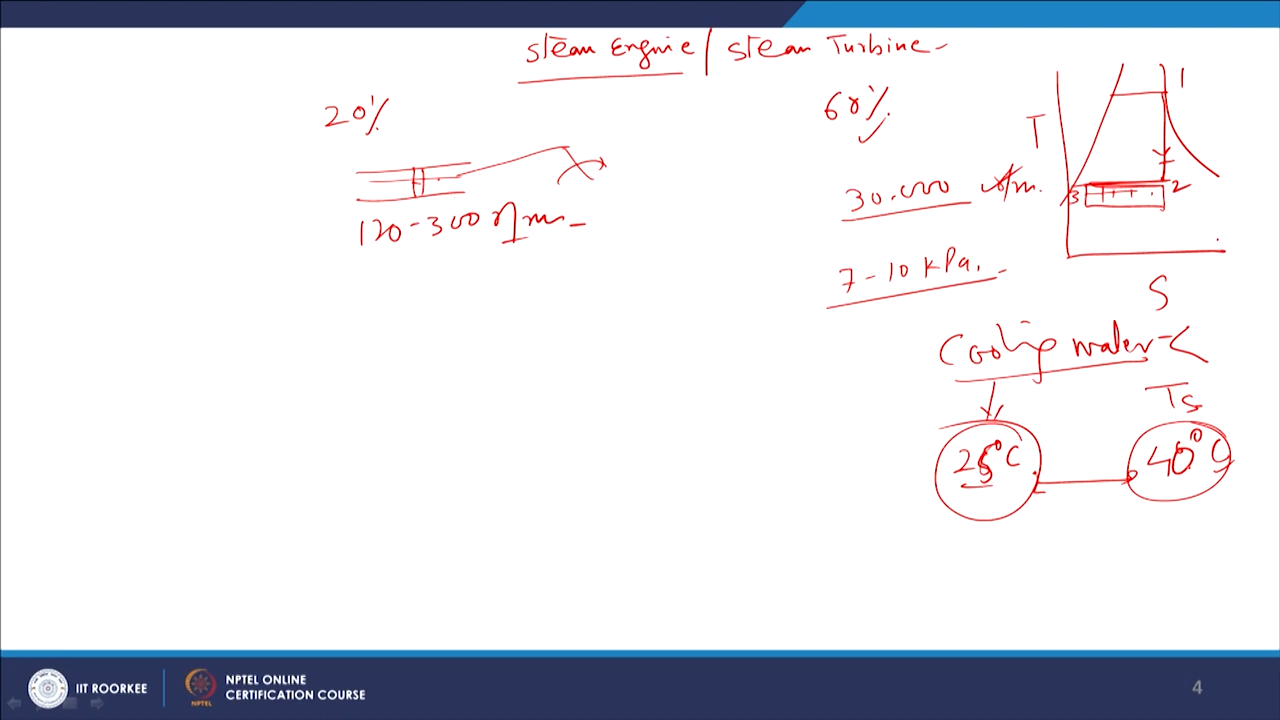 steam Engine / steam Turbine
20%
60%
120-300 rpm
30,000 rpm.
7-10 kPa.
T
1
2
3
S
Cooling water <
Ts
25°C
40°C
IIT ROORKEE
NPTEL ONLINE
CERTIFICATION COURSE
NPTEL
4